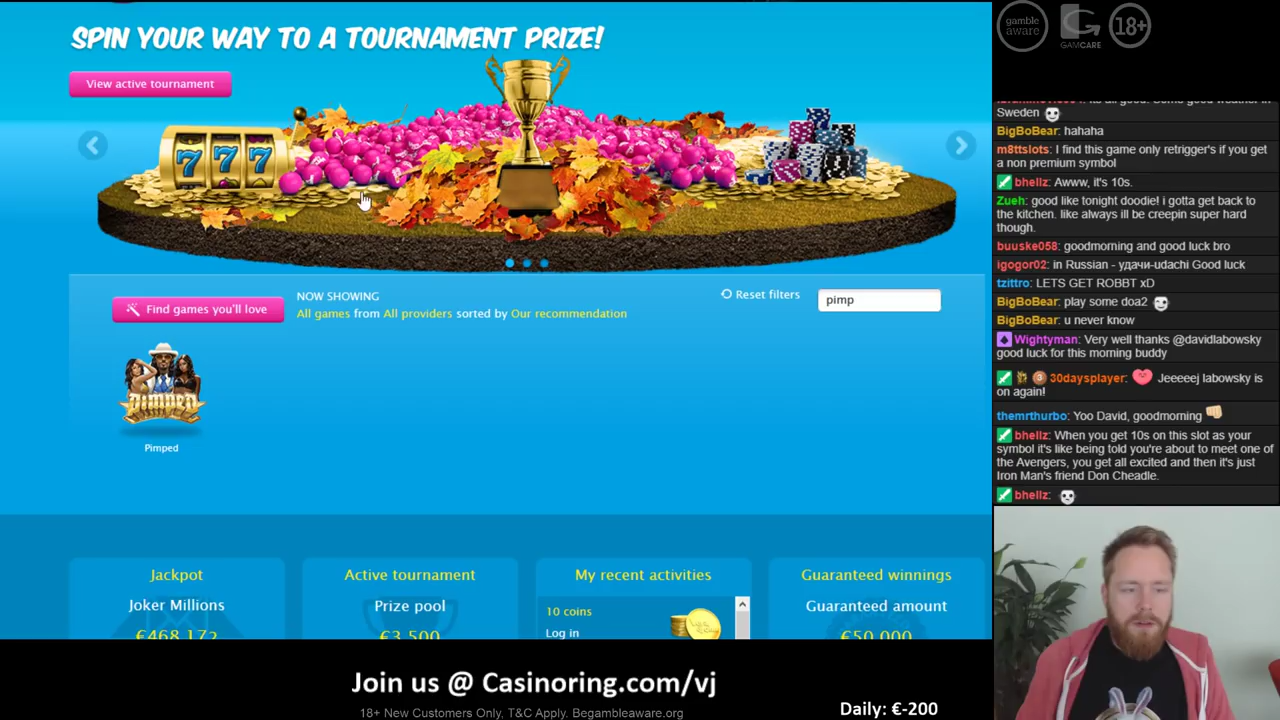 SPIN YOUR WAY TO A TOURNAMENT PRIZE!
View active tournament
777
Find games you'll love
NOW SHOWING
All games from All providers sorted by Our recommendation
Reset filters
pimp
PIMPED
Pimped
Jackpot
Joker Millions
€468,172
Active tournament
Prize pool
€3,500
My recent activities
10 coins
Log in
Guaranteed winnings
Guaranteed amount
€50,000
Join us @ Casinoring.com/vj
18+ New Customers Only, T&C Apply. Begambleaware.org
Daily: €-200
gamble
aware
GAMCARE
18+
Sweden
BigBoBear: hahaha
m8ttslots: I find this game only retrigger's if you get
a non premium symbol
bhellz: Awww, it's 10s.
Zueh: good like tonight doodie! i gotta get back to
the kitchen. like always ill be creepin super hard
though.
buuske058: goodmorning and good luck bro
igogor02: in Russian - удачи-udachi Good luck
tzittro: LETS GET ROBBT xD
BigBoBear: play some doa2
BigBoBear: u never know
Wightyman: Very well thanks @davidlabowsky
good luck for this morning buddy
30daysplayer: Jeeeeej labowsky is
on again!
themrthurbo: Yoo David, goodmorning
bhellz: When you get 10s on this slot as your
symbol it's like being told you're about to meet one of
the Avengers, you get all excited and then it's just
Iron Man's friend Don Cheadle.
bhellz: